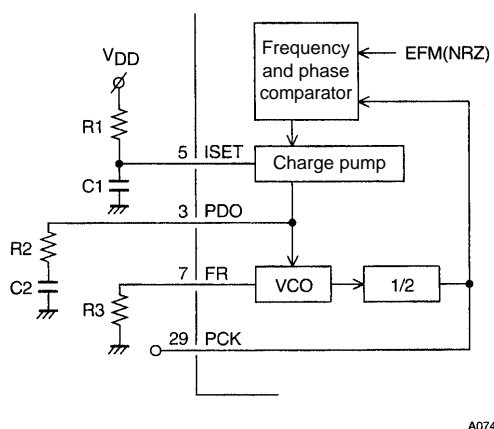 Frequency
and phase
comparator
EFM(NRZ)
VDD
R1
5 ISET
Charge pump
C1
3 PDO
R2
7 FR
VCO
1/2
C2
R3
29 PCK
A074